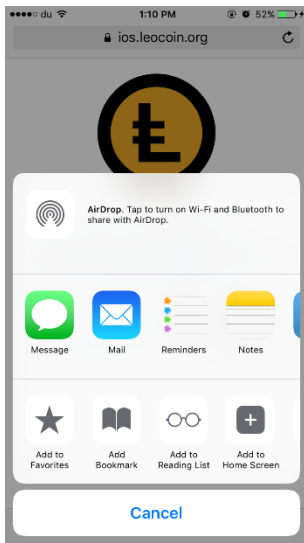 du 1:10 PM 52%
ios.leocoin.org
AirDrop. Tap to turn on Wi-Fi and Bluetooth to
share with AirDrop.
Message Mail Reminders Notes
Add to Favorites Add Bookmark Add to Reading List Add to Home Screen
Cancel